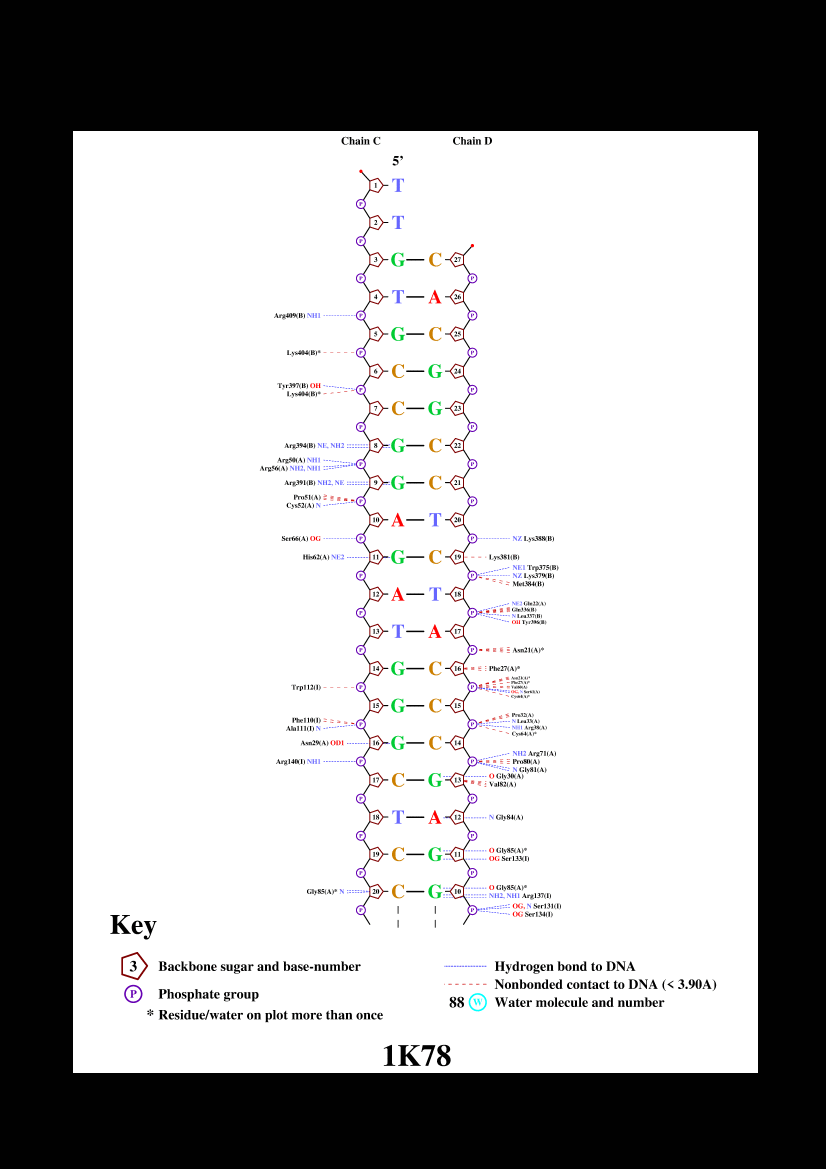 Chain C Chain D
5’
1 T
P
2 T
P
3 G C 27
P P
4 T A 26
Arg409(B) NH1 P P
5 G C 25
Lys404(B)* P P
6 C G 24
Tyr397(B) OH P P
Lys404(B)*
7 C G 23
P P
Arg394(B) NE, NH2 8 G C 22
Arg50(A) NH1 P P
Arg56(A) NH2, NH1
Arg391(B) NH2, NE 9 G C 21
Pro51(A) P P
Cys52(A) N
10 A T 20
Ser66(A) OG P P NZ Lys388(B)
His62(A) NE2 11 G C 19 Lys381(B)
NE1 Trp375(B)
P P NZ Lys379(B)
Met384(B)
12 A T 18
NE2 Gln22(A)
P P Gln336(B)
N Leu337(B)
OH Tyr396(B)
13 T A 17
P P Asn21(A)*
14 G C 16 Phe27(A)*
Asn21(A)*
Phe27(A)*
Trp112(I) P P
OG, N Ser61(A)
15 G C 15
Pro32(A)
Phe110(I) P P N Leu33(A)
Ala111(I) N NH1 Arg38(A)
Cys64(A)*
Asn29(A) OD1 16 G C 14
NH2 Arg71(A)
Arg140(I) NH1 P P Pro80(A)
N Gly81(A)
O Gly30(A)
17 C G 13 Val82(A)
P P
18 T A 12 N Gly84(A)
P P
19 C G 11 O Gly85(A)*
OG Ser133(I)
P P
O Gly85(A)*
Gly85(A)* N 20 C G 10 NH2, NH1 Arg137(I)
P P OG, N Ser131(I)
OG Ser134(I)
Key
3 Backbone sugar and base-number
P Phosphate group
* Residue/water on plot more than once
Hydrogen bond to DNA
Nonbonded contact to DNA (< 3.90A)
88 W Water molecule and number
1K78